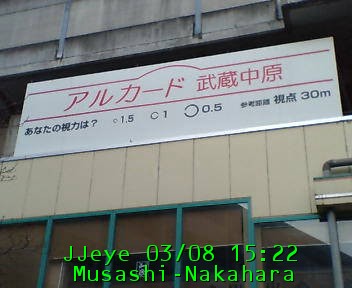 アルカード 武蔵中原
あなたの視力は? 1.5 1 0.5 参考距離 視点 30m
JJeye 03/08 15:22
Musashi-Nakahara